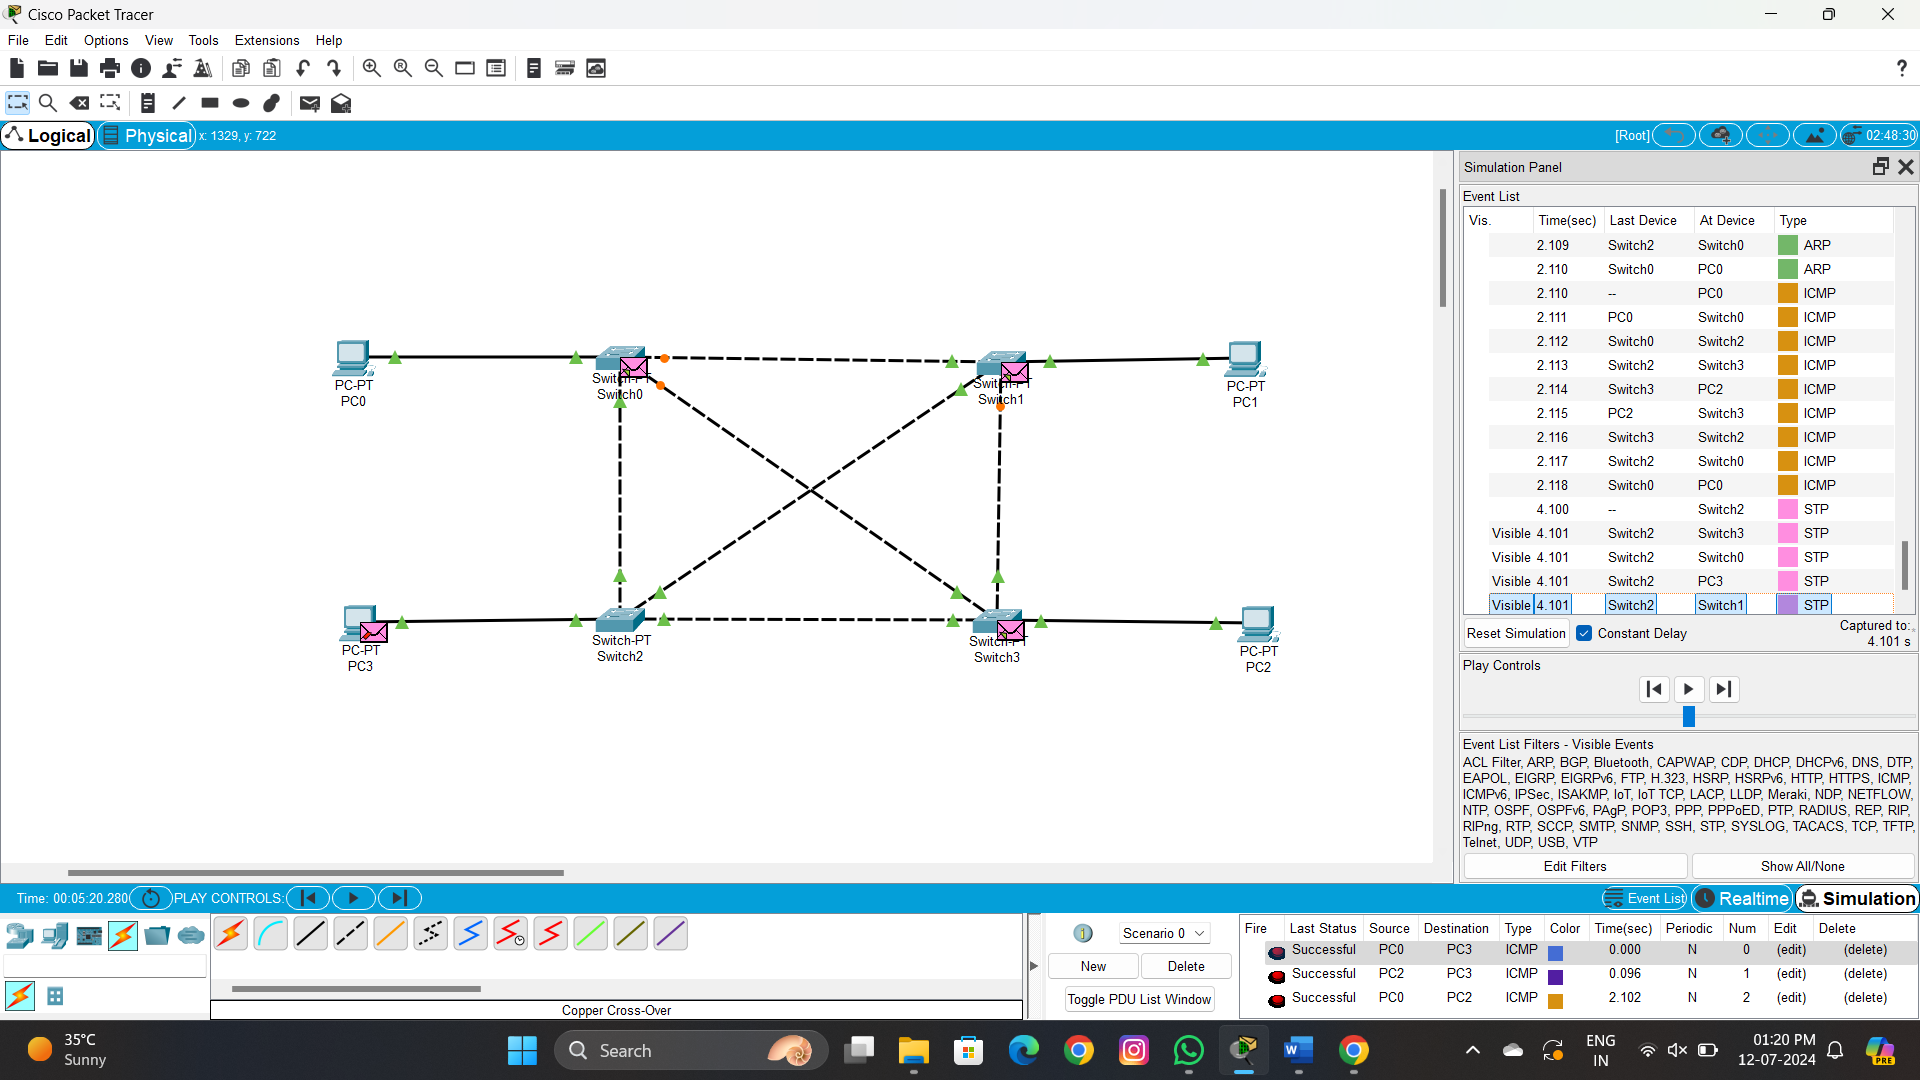 Cisco Packet Tracer
File Edit Options View Tools Extensions Help
Logical Physical x: 1329, y: 722 [Root] 02:48:30
PC-PT
PC0
Switch0
Switch1
PC-PT
PC1
PC-PT
PC3
Switch-PT
Switch2
Switch3
PC-PT
PC2
Simulation Panel
Event List
Vis. Time(sec) Last Device At Device Type
2.109 Switch2 Switch0 ARP
2.110 Switch0 PC0 ARP
2.110 -- PC0 ICMP
2.111 PC0 Switch0 ICMP
2.112 Switch0 Switch2 ICMP
2.113 Switch2 Switch3 ICMP
2.114 Switch3 PC2 ICMP
2.115 PC2 Switch3 ICMP
2.116 Switch3 Switch2 ICMP
2.117 Switch2 Switch0 ICMP
2.118 Switch0 PC0 ICMP
4.100 -- Switch2 STP
Visible 4.101 Switch2 Switch3 STP
Visible 4.101 Switch2 Switch0 STP
Visible 4.101 Switch2 PC3 STP
Visible 4.101 Switch2 Switch1 STP
Reset Simulation Constant Delay Captured to:
4.101 s
Play Controls
Event List Filters - Visible Events
ACL Filter, ARP, BGP, Bluetooth, CAPWAP, CDP, DHCP, DHCPv6, DNS, DTP,
EAPOL, EIGRP, EIGRPv6, FTP, H.323, HSRP, HSRPv6, HTTP, HTTPS, ICMP,
ICMPv6, IPSec, ISAKMP, IoT, IoT TCP, LACP, LLDP, Meraki, NDP, NETFLOW,
NTP, OSPF, OSPFv6, PAgP, POP3, PPP, PPPoED, PTP, RADIUS, REP, RIP,
RIPng, RTP, SCCP, SMTP, SNMP, SSH, STP, SYSLOG, TACACS, TCP, TFTP,
Telnet, UDP, USB, VTP
Edit Filters Show All/None
Time: 00:05:20.280 PLAY CONTROLS: Event List Realtime Simulation
Copper Cross-Over
Scenario 0
New Delete
Toggle PDU List Window
Fire Last Status Source Destination Type Color Time(sec) Periodic Num Edit Delete
Successful PC0 PC3 ICMP 0.000 N 0 (edit) (delete)
Successful PC2 PC3 ICMP 0.096 N 1 (edit) (delete)
Successful PC0 PC2 ICMP 2.102 N 2 (edit) (delete)
35°C
Sunny
Search
ENG
IN
01:20 PM
12-07-2024
PRE